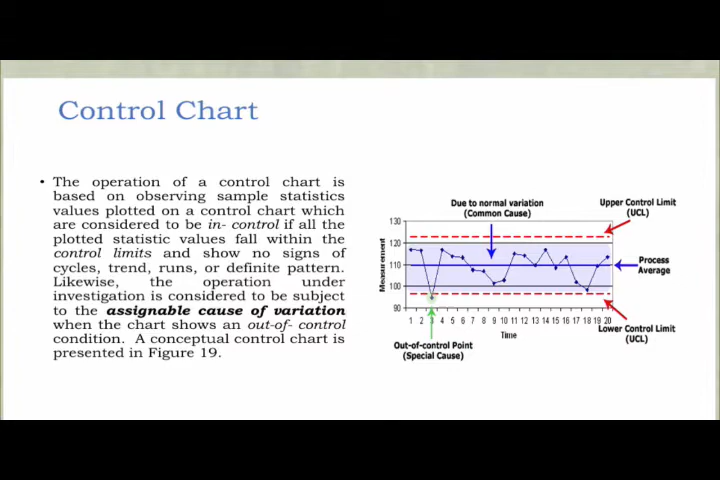 Control Chart
• The operation of a control chart is
based on observing sample statistics
values plotted on a control chart which
are considered to be in- control if all the
plotted statistic values fall within the
control limits and show no signs of
cycles, trend, runs, or definite pattern.
Likewise, the operation under
investigation is considered to be subject
to the assignable cause of variation
when the chart shows an out-of- control
condition. A conceptual control chart is
presented in Figure 19.
Due to normal variation
(Common Cause)
Upper Control Limit
(UCL)
Process
Average
Lower Control Limit
(UCL)
Out-of-control Point
(Special Cause)
Measurement
130
120
110
100
90
1 2 3 4 5 6 7 8 9 10 11 12 13 14 15 16 17 18 19 20
Time